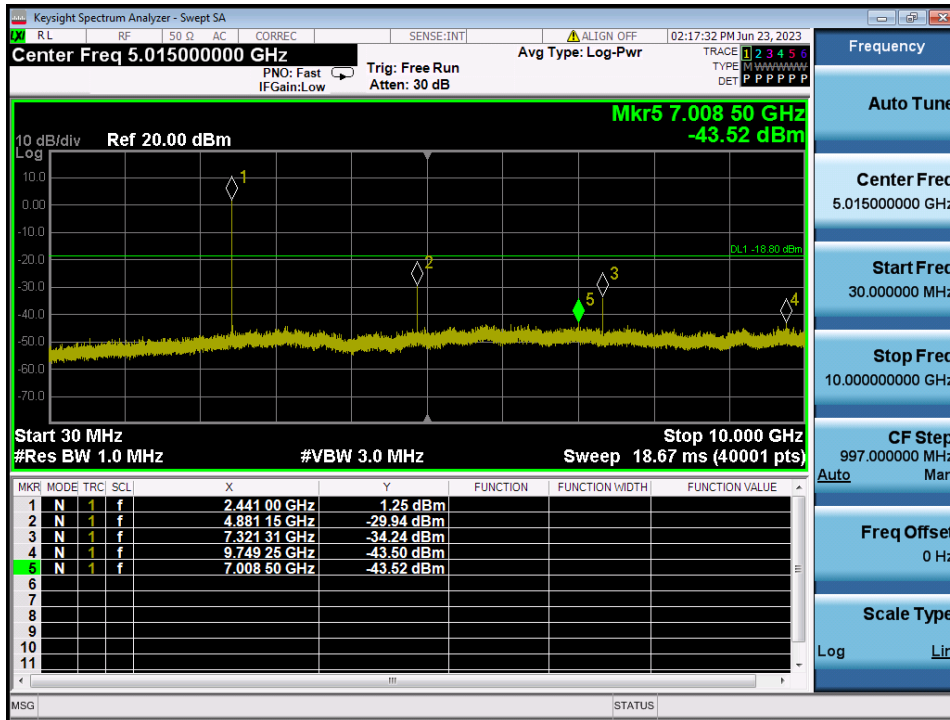 Keysight Spectrum Analyzer - Swept SA
LXI RL RF 50 Ω AC CORREC SENSE:INT ALIGN OFF 02:17:32 PM Jun 23, 2023
Center Freq 5.015000000 GHz
PNO: Fast
IFGain:Low
Trig: Free Run
Atten: 30 dB
Avg Type: Log-Pwr
TRACE 1 2 3 4 5 6
TYPE M WWWWW
DET P P P P P P
Mkr5 7.008 50 GHz
-43.52 dBm
10 dB/div Ref 20.00 dBm
Log
10.0
0.00
-10.0
-20.0
-30.0
-40.0
-50.0
-60.0
-70.0
1
2
3
4
5
DL1 -18.80 dBm
Start 30 MHz Stop 10.000 GHz
#Res BW 1.0 MHz #VBW 3.0 MHz Sweep 18.67 ms (40001 pts)
MKR MODE TRC SCL X Y FUNCTION FUNCTION WIDTH FUNCTION VALUE
1 N 1 f 2.441 00 GHz 1.25 dBm
2 N 1 f 4.881 15 GHz -29.94 dBm
3 N 1 f 7.321 31 GHz -34.24 dBm
4 N 1 f 9.749 25 GHz -43.50 dBm
5 N 1 f 7.008 50 GHz -43.52 dBm
6
7
8
9
10
11
MSG STATUS
Frequency
Auto Tune
Center Freq
5.015000000 GHz
Start Freq
30.000000 MHz
Stop Freq
10.000000000 GHz
CF Step
997.000000 MHz
Auto Man
Freq Offset
0 Hz
Scale Type
Log Lin